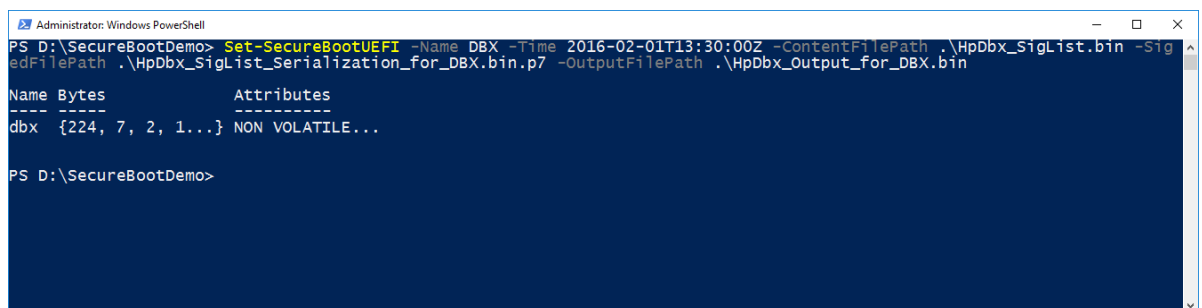 Administrator: Windows PowerShell
PS D:\SecureBootDemo> Set-SecureBootUEFI -Name DBX -Time 2016-02-01T13:30:00Z -ContentFilePath .\HpDbx_SigList.bin -Sig
edFilePath .\HpDbx_SigList_Serialization_for_DBX.bin.p7 -OutputFilePath .\HpDbx_Output_for_DBX.bin
Name Bytes Attributes
---- ----- ----------
dbx {224, 7, 2, 1...} NON VOLATILE...
PS D:\SecureBootDemo>